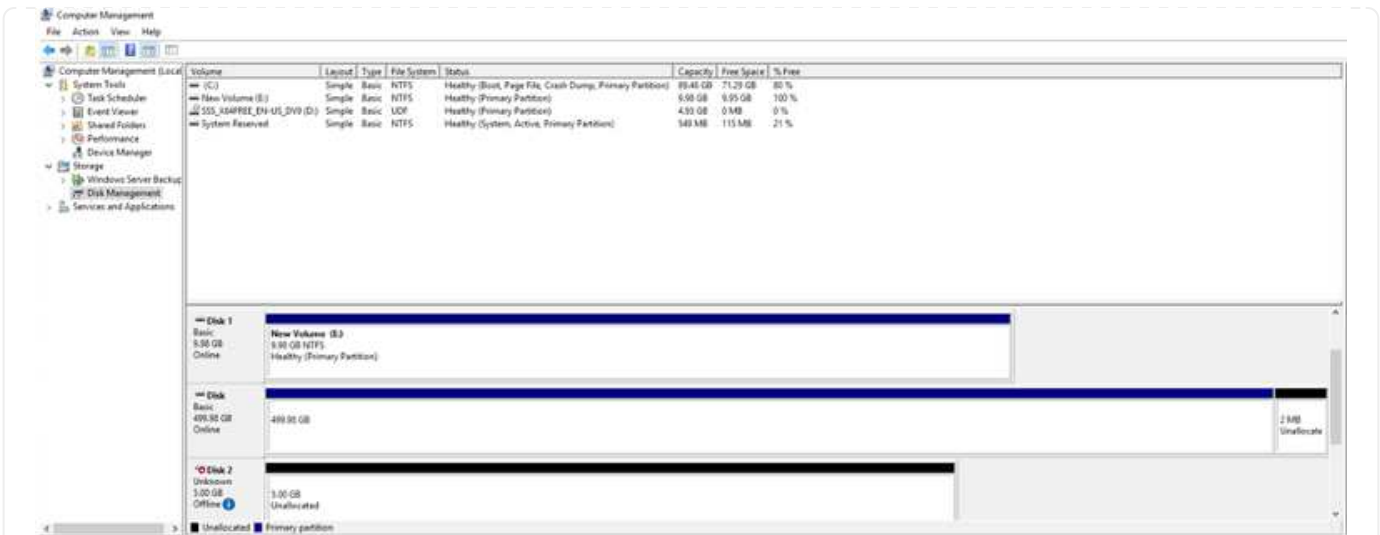 Computer Management
File Action View Help
Computer Management (Local
System Tools
Task Scheduler
Event Viewer
Shared Folders
Performance
Device Manager
Storage
Windows Server Backup
Disk Management
Services and Applications
Volume Layout Type File System Status Capacity Free Space % Free
(C:) Simple Basic NTFS Healthy (Boot, Page File, Crash Dump, Primary Partition) 89.46 GB 71.29 GB 80 %
New Volume (E:) Simple Basic NTFS Healthy (Primary Partition) 9.98 GB 9.95 GB 100 %
SSS_X64FREE_EN-US_DV9 (D:) Simple Basic UDF Healthy (Primary Partition) 4.93 GB 0 MB 0 %
System Reserved Simple Basic NTFS Healthy (System, Active, Primary Partition) 549 MB 115 MB 21 %
Disk 1
Basic
9.98 GB
Online
New Volume (E:)
9.98 GB NTFS
Healthy (Primary Partition)
Disk
Basic
499.98 GB
Online
499.98 GB
2 MB
Unallocate
Disk 2
Unknown
5.00 GB
Offline
5.00 GB
Unallocated
Unallocated Primary partition